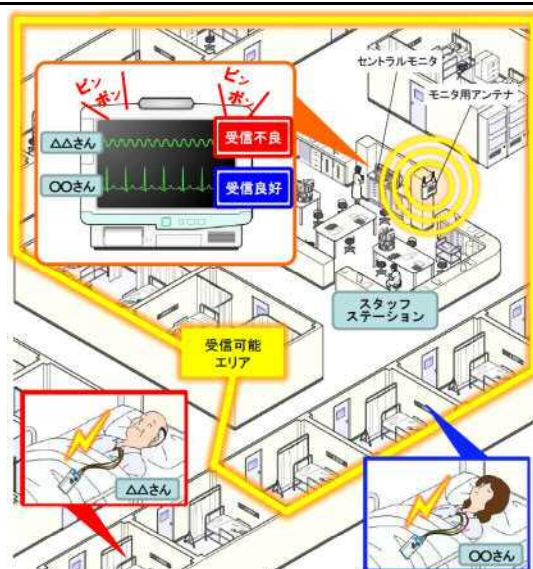 セントラルモニタ
モニタ用アンテナ
ピンポン
ピンポン
△△さん
受信不良
〇〇さん
受信良好
スタッフ
ステーション
受信可能
エリア
△△さん
〇〇さん